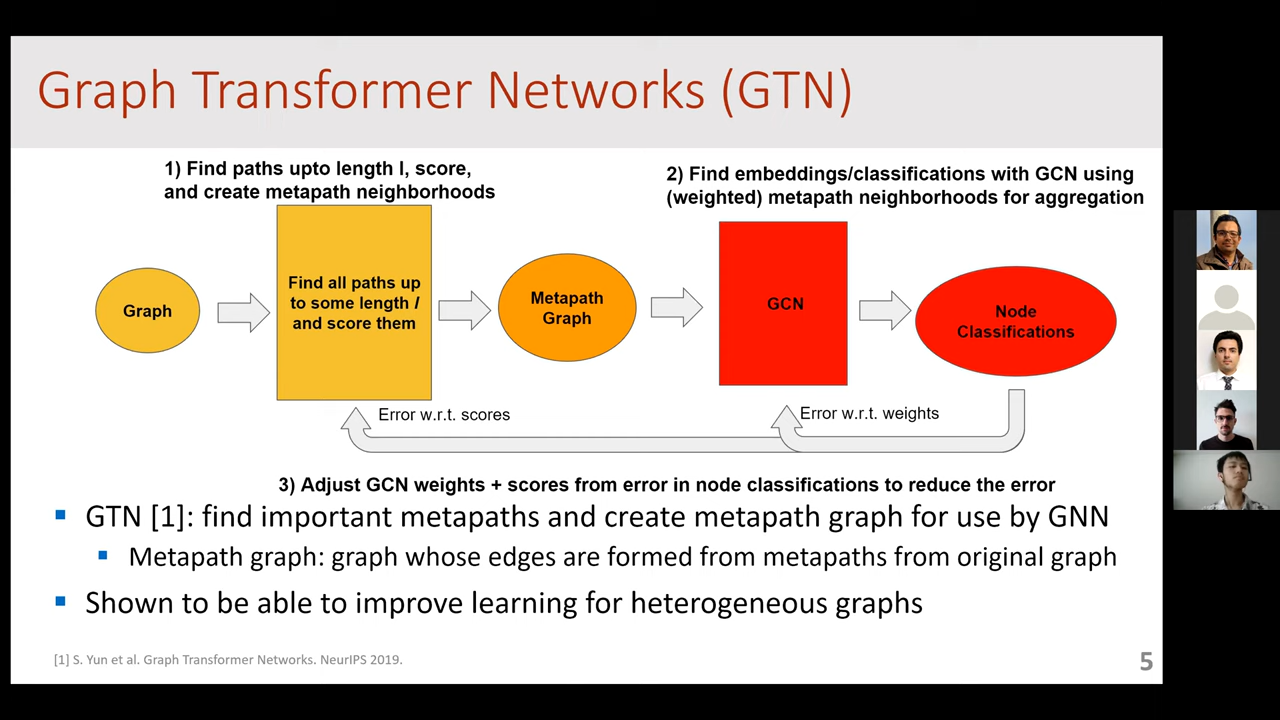 Graph Transformer Networks (GTN)
1) Find paths upto length l, score,
and create metapath neighborhoods
2) Find embeddings/classifications with GCN using
(weighted) metapath neighborhoods for aggregation
Graph
Find all paths up
to some length l
and score them
Metapath
Graph
GCN
Node
Classifications
Error w.r.t. scores
Error w.r.t. weights
3) Adjust GCN weights + scores from error in node classifications to reduce the error
GTN [1]: find important metapaths and create metapath graph for use by GNN
Metapath graph: graph whose edges are formed from metapaths from original graph
Shown to be able to improve learning for heterogeneous graphs
[1] S. Yun et al. Graph Transformer Networks. NeurIPS 2019.
5